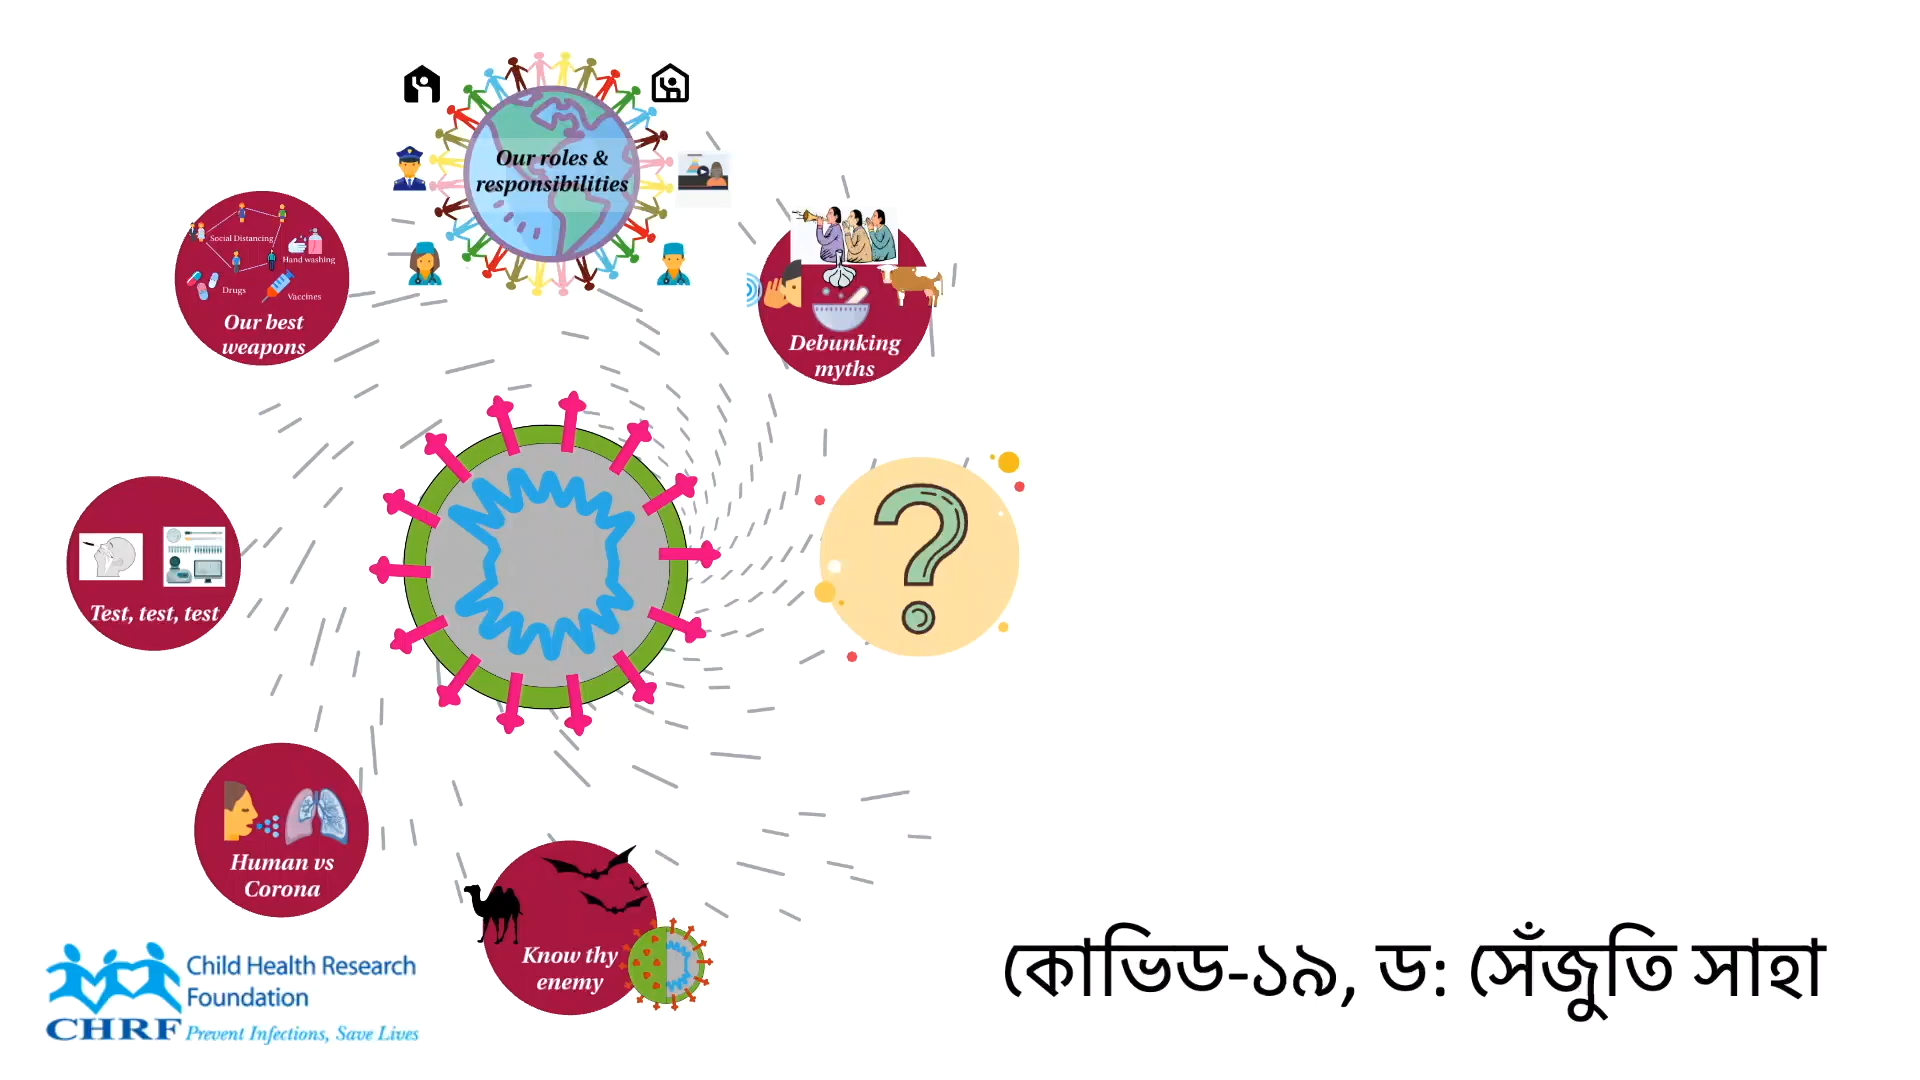 Our roles &
responsibilities
Social Distancing
Hand washing
Drugs
Vaccines
Our best
weapons
Debunking
myths
Test, test, test
Human vs
Corona
Know thy
enemy
Child Health Research
Foundation
CHRF Prevent Infections, Save Lives
কোভিড-১৯, ড: সেঁজুতি সাহা